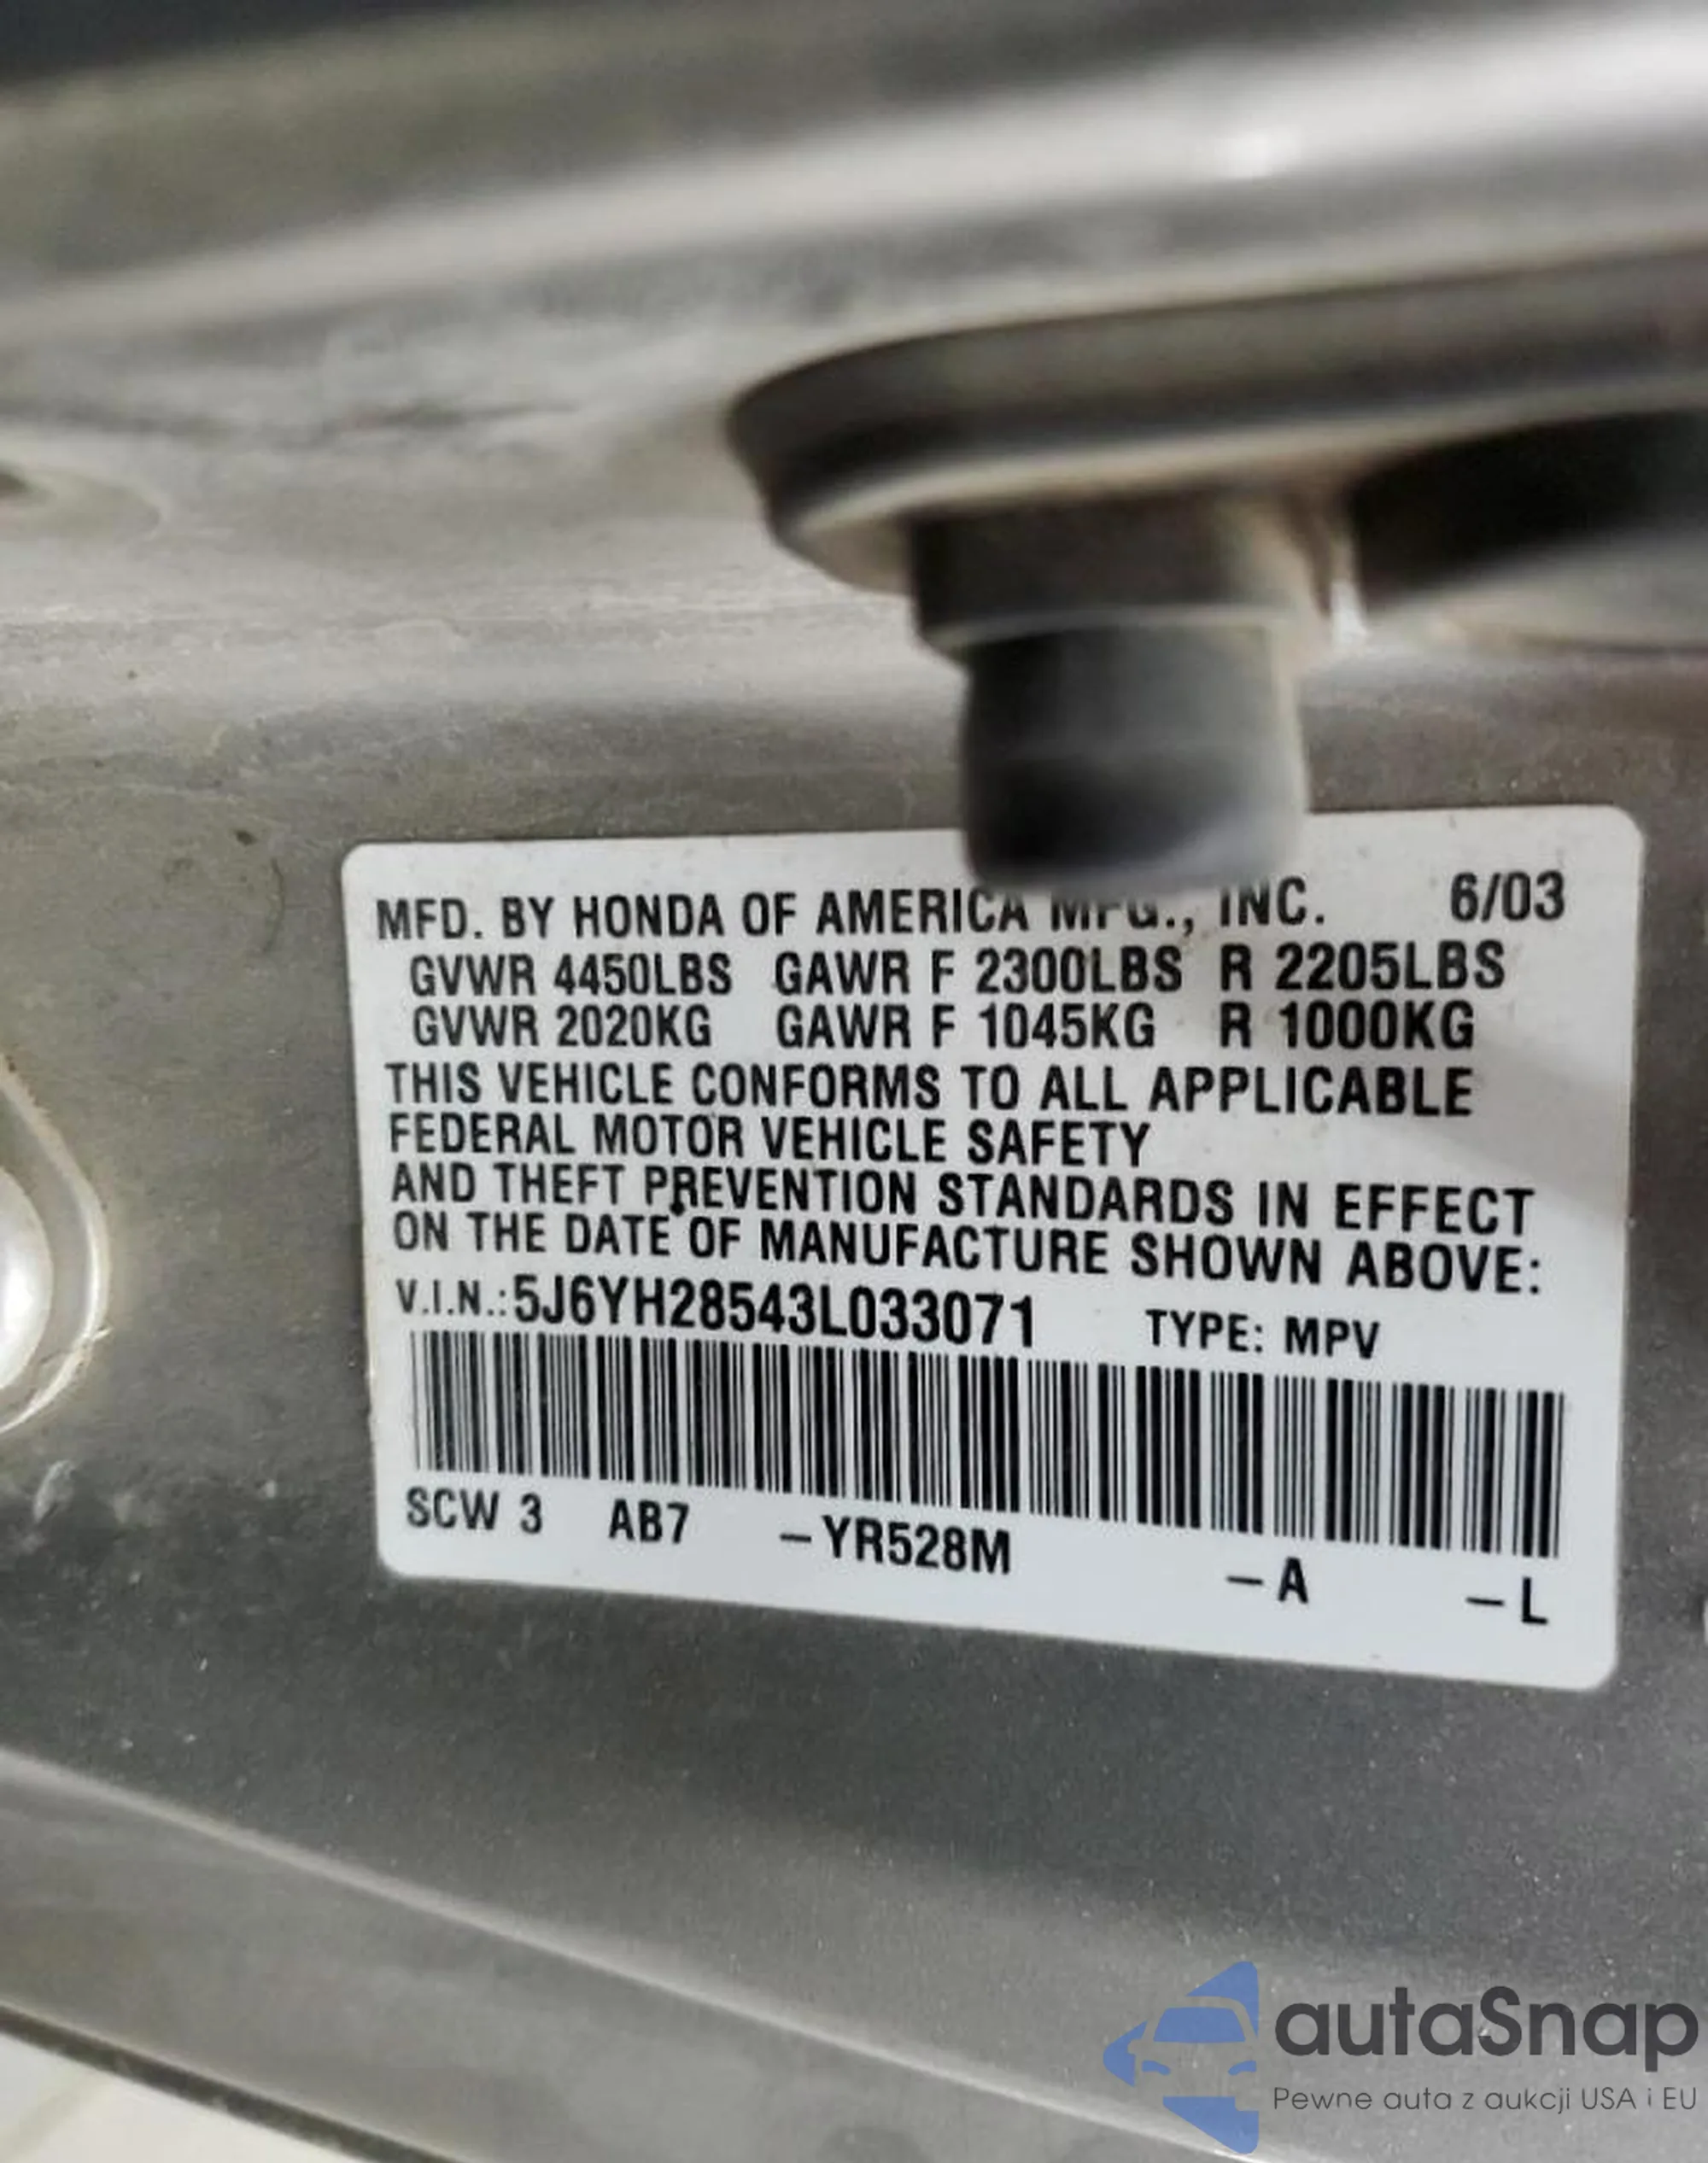 MFD. BY HONDA OF AMERICA MFG., INC. 6/03
GVWR 4450LBS GAWR F 2300LBS R 2205LBS
GVWR 2020KG GAWR F 1045KG R 1000KG
THIS VEHICLE CONFORMS TO ALL APPLICABLE
FEDERAL MOTOR VEHICLE SAFETY
AND THEFT PREVENTION STANDARDS IN EFFECT
ON THE DATE OF MANUFACTURE SHOWN ABOVE:
V.I.N.: 5J6YH28543L033071 TYPE: MPV
SCW 3 AB7 –YR528M –A –L
autaSnap
Pewne auta z aukcji USA i EU